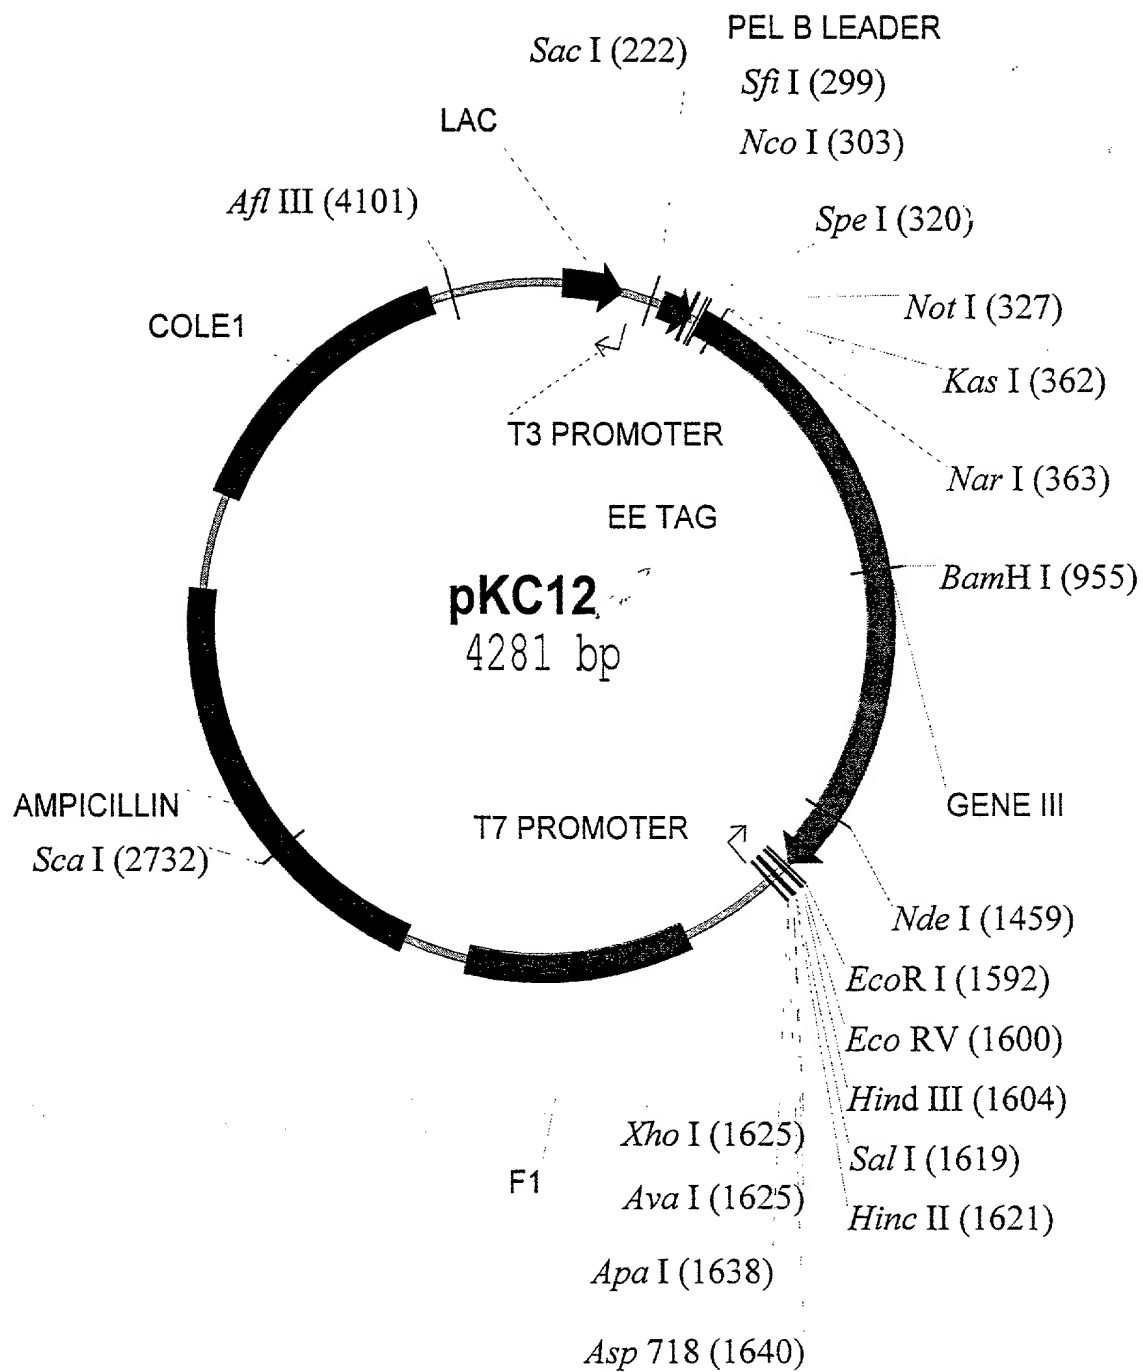 PEL B LEADER
Sac I (222)
Sfi I (299)
LAC
Nco I (303)
Afl III (4101)
Spe I (320)
Not I (327)
COLE1
Kas I (362)
T3 PROMOTER
Nar I (363)
EE TAG
BamH I (955)
pKC12
4281 bp
AMPICILLIN
GENE III
T7 PROMOTER
Sca I (2732)
Nde I (1459)
EcoR I (1592)
Eco RV (1600)
Hind III (1604)
Xho I (1625)
Sal I (1619)
F1
Ava I (1625)
Hinc II (1621)
Apa I (1638)
Asp 718 (1640)